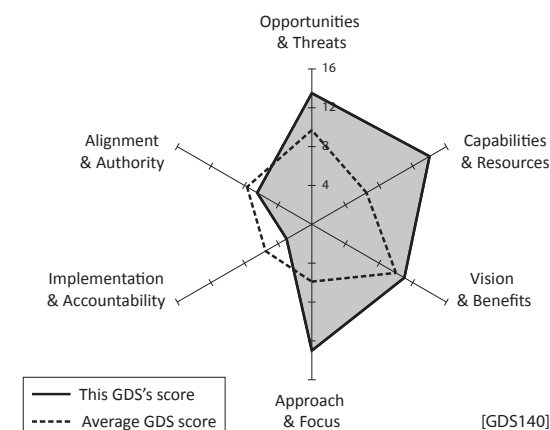 Opportunities
& Threats
16
12
8
4
Alignment
& Authority
Capabilities
& Resources
Implementation
& Accountability
Vision
& Benefits
Approach
& Focus
This GDS's score
Average GDS score
[GDS140]